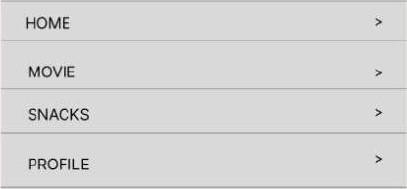 HOME >
MOVIE >
SNACKS >
PROFILE >